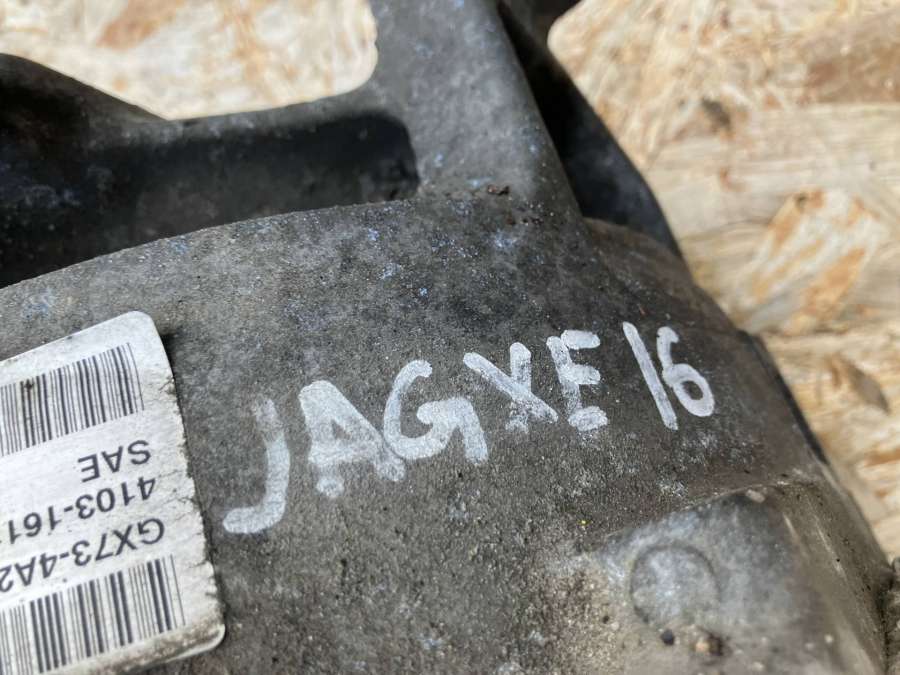 JAG XE 16
GX73-4A2
4103-161
SAE